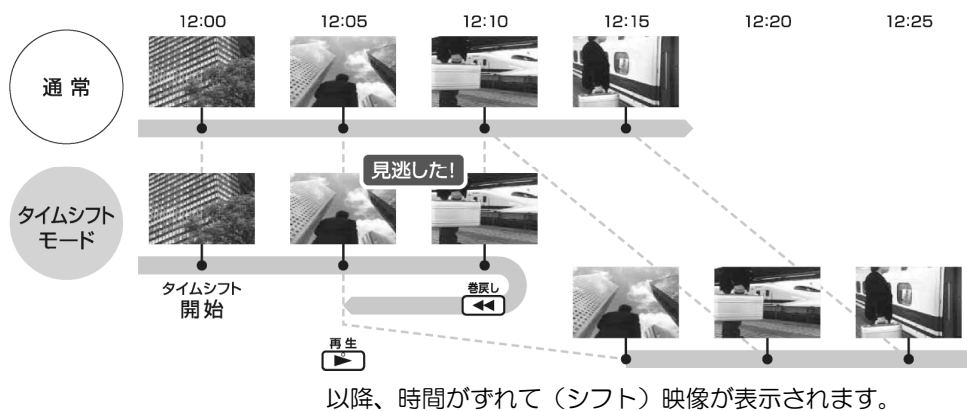 12:00 12:05 12:10 12:15 12:20 12:25
通常
見逃した!
タイムシフト
モード
タイムシフト
開始
巻戻し
再生
以降、時間がずれて（シフト）映像が表示されます。